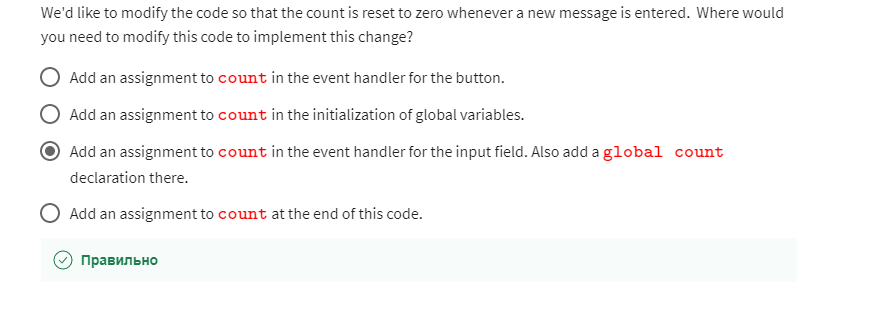 We'd like to modify the code so that the count is reset to zero whenever a new message is entered.  Where would
you need to modify this code to implement this change?
Add an assignment to count in the event handler for the button.
Add an assignment to count in the initialization of global variables.
Add an assignment to count in the event handler for the input field. Also add a global count
declaration there.
Add an assignment to count at the end of this code.
Правильно